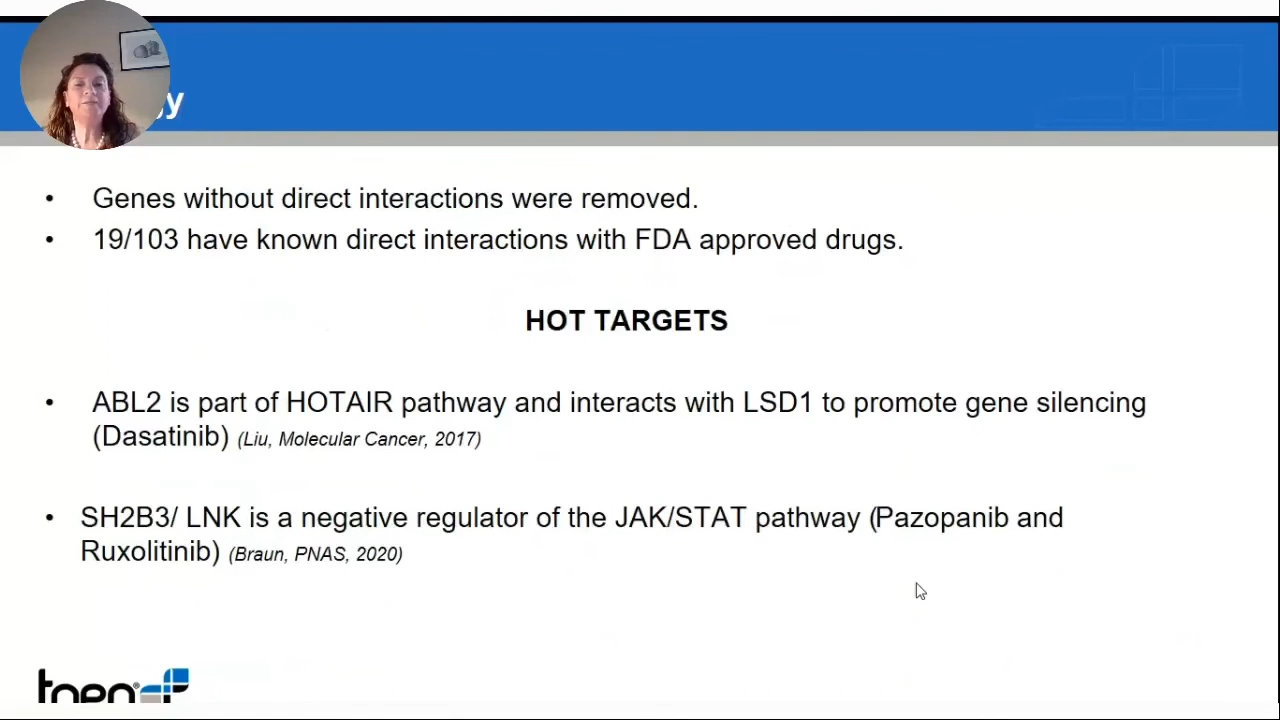 • Genes without direct interactions were removed.
• 19/103 have known direct interactions with FDA approved drugs.
HOT TARGETS
• ABL2 is part of HOTAIR pathway and interacts with LSD1 to promote gene silencing
(Dasatinib) (Liu, Molecular Cancer, 2017)
• SH2B3/ LNK is a negative regulator of the JAK/STAT pathway (Pazopanib and
Ruxolitinib) (Braun, PNAS, 2020)